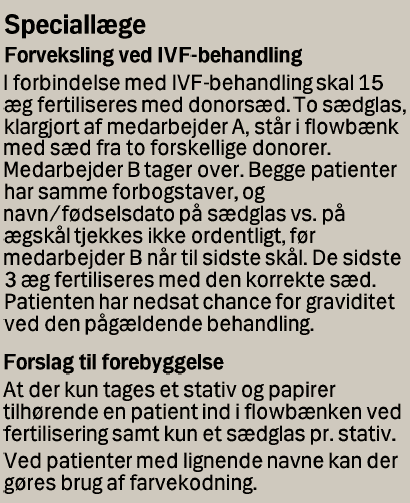 Speciallæge
Forveksling ved IVF-behandling
I forbindelse med IVF-behandling skal 15
æg fertiliseres med donorsæd. To sædglas,
klargjort af medarbejder A, står i flowbænk
med sæd fra to forskellige donorer.
Medarbejder B tager over. Begge patienter
har samme forbogstaver, og
navn/fødselsdato på sædglas vs. på
ægskål tjekkes ikke ordentligt, før
medarbejder B når til sidste skål. De sidste
3 æg fertiliseres med den korrekte sæd.
Patienten har nedsat chance for graviditet
ved den pågældende behandling.
Forslag til forebyggelse
At der kun tages et stativ og papirer
tilhørende en patient ind i flowbænken ved
fertilisering samt kun et sædglas pr. stativ.
Ved patienter med lignende navne kan der
gøres brug af farvekodning.